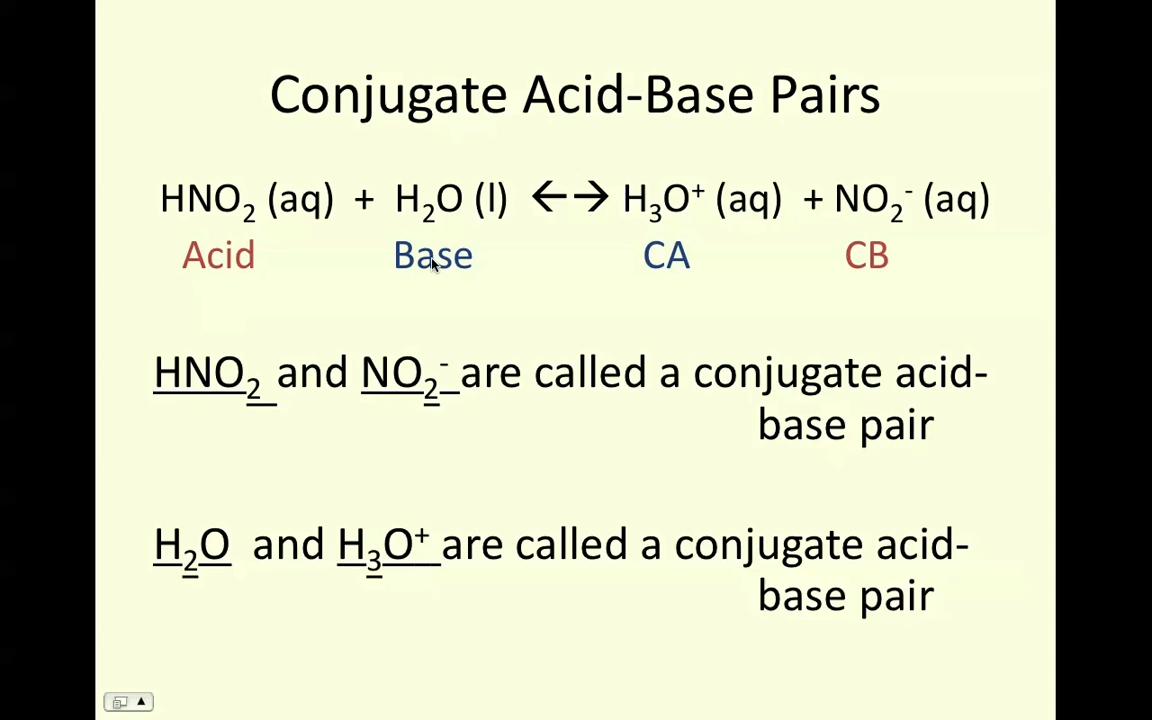 Conjugate Acid-Base Pairs
HNO₂ (aq) + H₂O (l) ←→ H₃O⁺ (aq) + NO₂⁻ (aq)
Acid Base CA CB
HNO₂ and NO₂⁻ are called a conjugate acid-
base pair
H₂O and H₃O⁺ are called a conjugate acid-
base pair